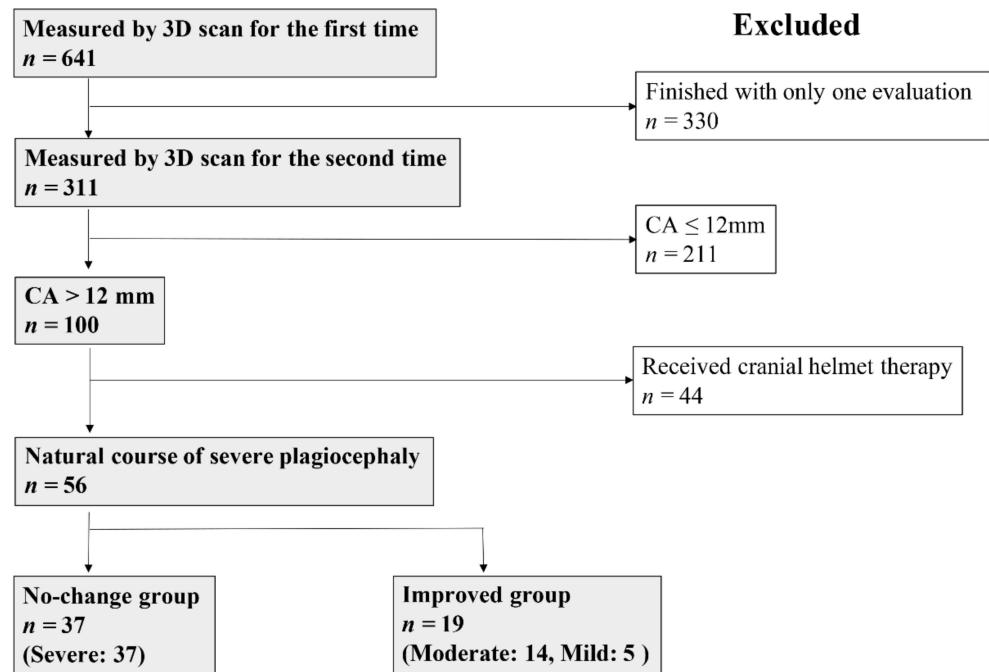 Measured by 3D scan for the first time
n = 641
Excluded
Finished with only one evaluation
n = 330
Measured by 3D scan for the second time
n = 311
CA ≤ 12mm
n = 211
CA > 12 mm
n = 100
Received cranial helmet therapy
n = 44
Natural course of severe plagiocephaly
n = 56
No-change group
n = 37
(Severe: 37)
Improved group
n = 19
(Moderate: 14, Mild: 5 )